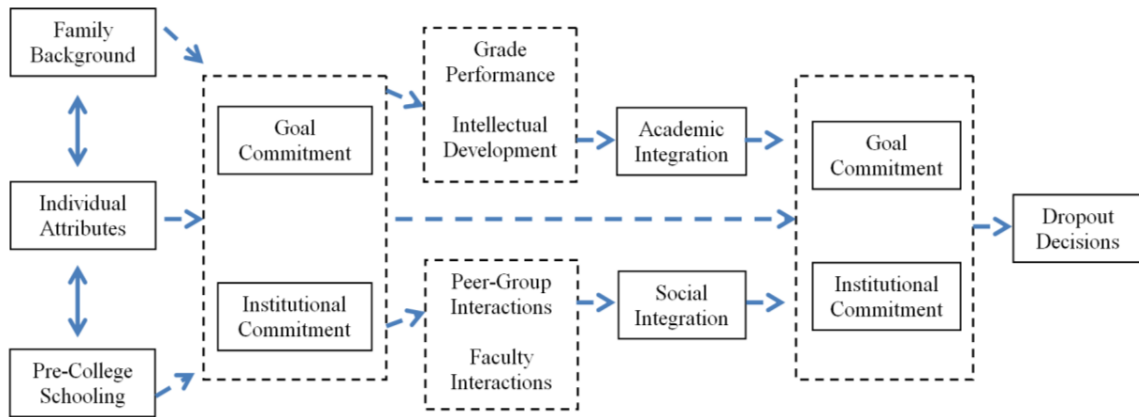 Family
Background
Individual
Attributes
Pre-College
Schooling
Goal
Commitment
Institutional
Commitment
Grade
Performance
Intellectual
Development
Peer-Group
Interactions
Faculty
Interactions
Academic
Integration
Social
Integration
Goal
Commitment
Institutional
Commitment
Dropout
Decisions